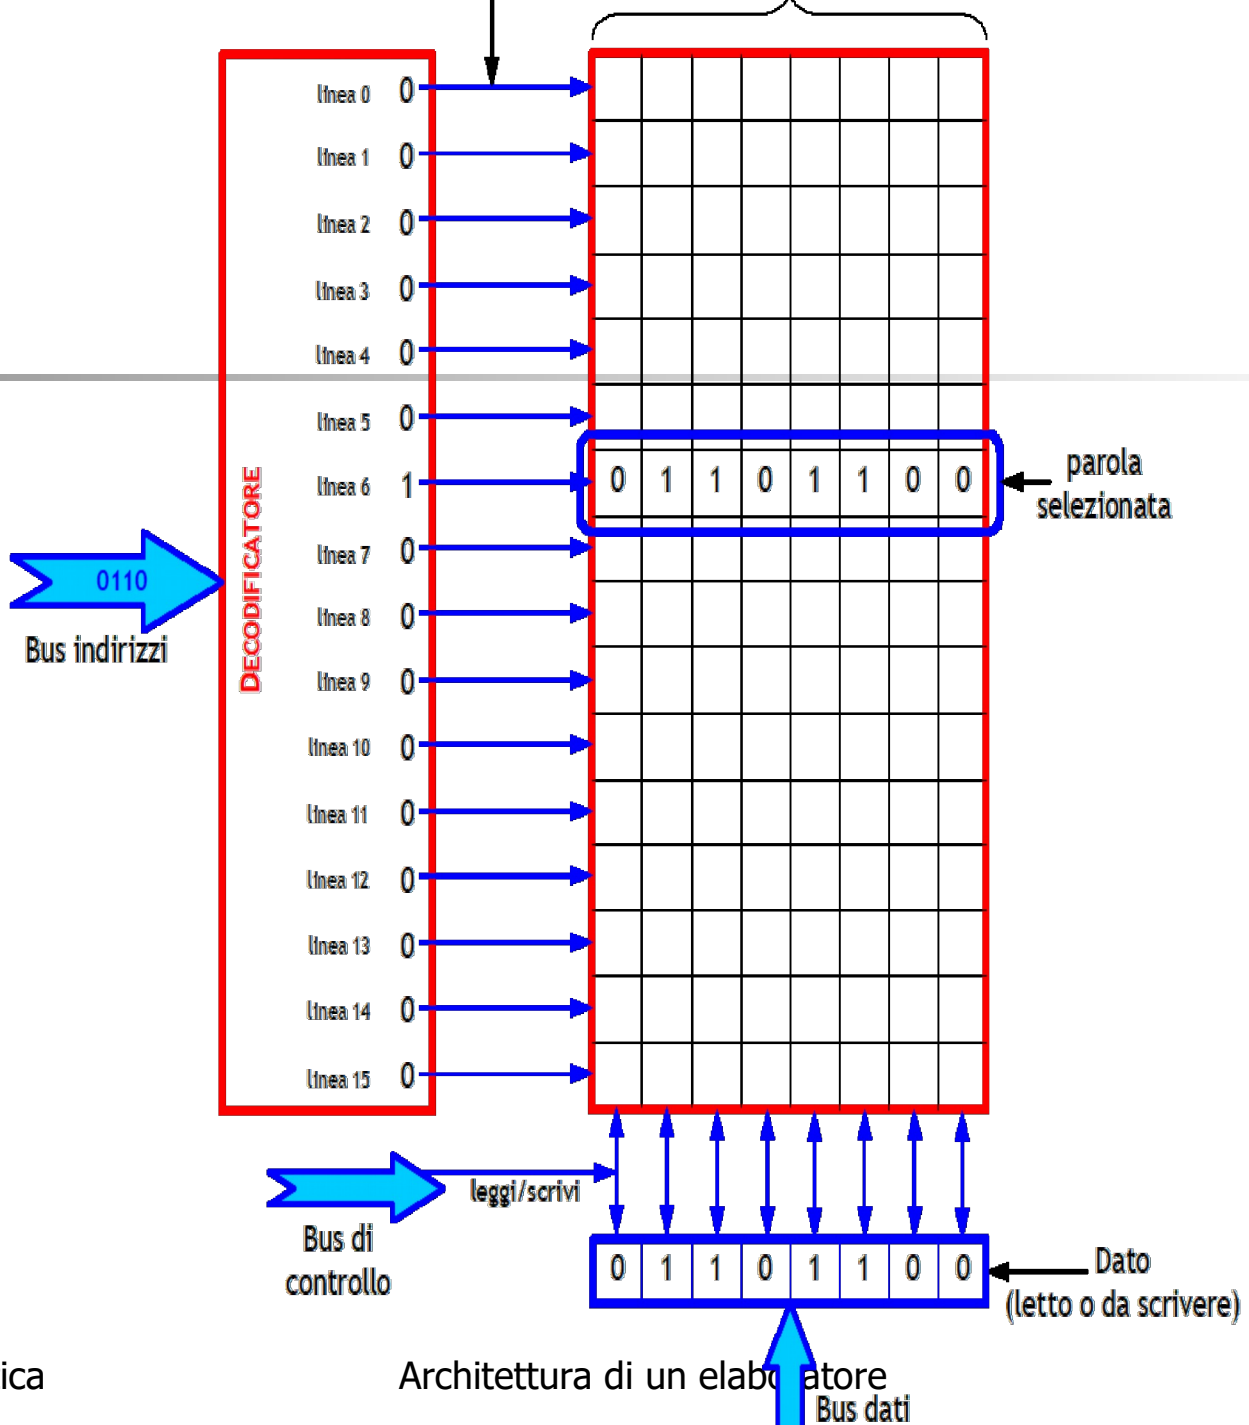 linea 0 0
linea 1 0
linea 2 0
linea 3 0
linea 4 0
linea 5 0
linea 6 1
0 1 1 0 1 1 0 0
parola
selezionata
linea 7 0
DECODIFICATORE
0110
Bus indirizzi
linea 8 0
linea 9 0
linea 10 0
linea 11 0
linea 12 0
linea 13 0
linea 14 0
linea 15 0
leggi/scrivi
Bus di
controllo
0 1 1 0 1 1 0 0
Dato
(letto o da scrivere)
ica
Architettura di un elaboratore
Bus dati